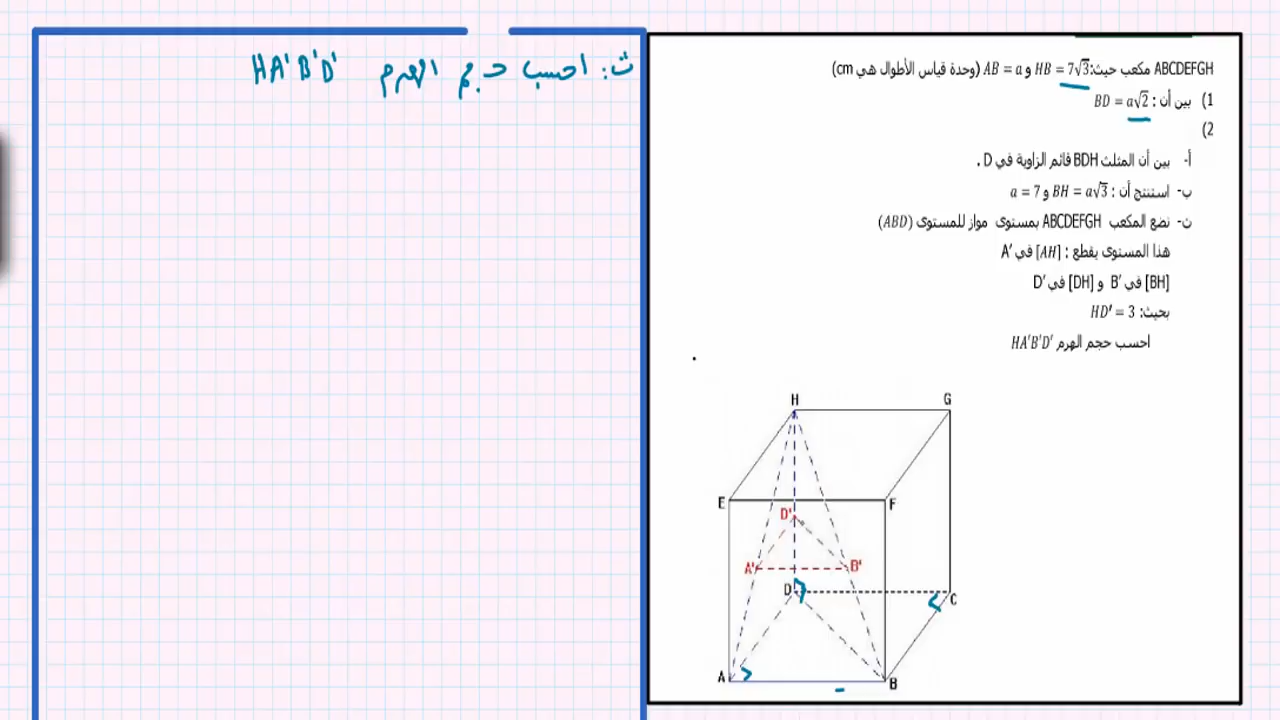 ABCDEFGH مكعب حيث: HB = 7√3 و AB = a (وحدة قياس الأطوال هي cm)
1) بين أن : BD = a√2
2)
أ- بين أن المثلث BDH قائم الزاوية في D .
ب- استنتج أن : BH = a√3 و a = 7
ث- نضع المكعب ABCDEFGH بمستوى مواز للمستوى (ABD)
هذا المستوى يقطع : [AH] في A′
[BH] في B′ و [DH] في D′
بحيث: HD′ = 3
احسب حجم الهرم HA′B′D′
ث: احسب حجم الهرم HA'B'D'
H G
E F
D'
A' B'
D C
A B